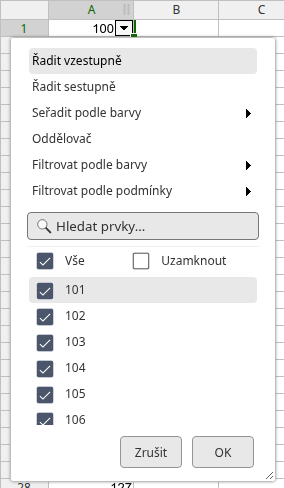 A B C
1 100
Řadit vzestupně
Řadit sestupně
Seřadit podle barvy
Oddělovač
Filtrovat podle barvy
Filtrovat podle podmínky
Hledat prvky...
Vše Uzamknout
101
102
103
104
105
106
Zrušit OK
28 127